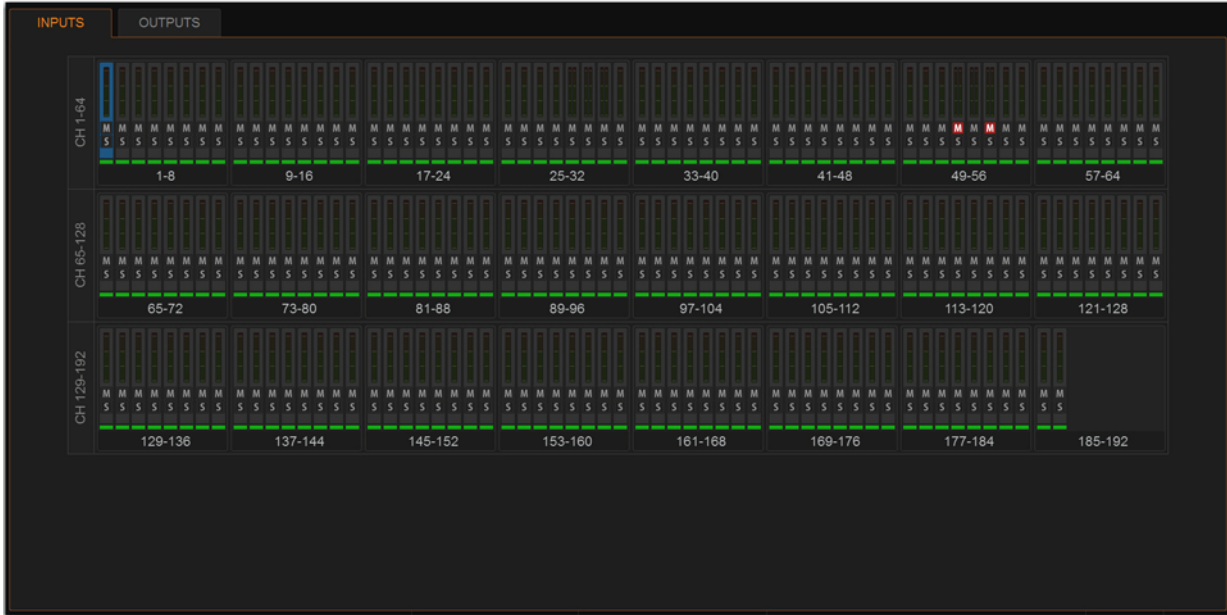 INPUTS OUTPUTS
CH 1-64
M M M M M M M M M M M M M M M M M M M M M M M M M M M M M M M M M M M M M M M M M M M M M M M M M M M M M M M M M M M M M M M M
S S S S S S S S S S S S S S S S S S S S S S S S S S S S S S S S S S S S S S S S S S S S S S S S S S S S S S S S S S S S S S S S
1-8 9-16 17-24 25-32 33-40 41-48 49-56 57-64
CH 65-128
M M M M M M M M M M M M M M M M M M M M M M M M M M M M M M M M M M M M M M M M M M M M M M M M M M M M M M M M M M M M M M M M
S S S S S S S S S S S S S S S S S S S S S S S S S S S S S S S S S S S S S S S S S S S S S S S S S S S S S S S S S S S S S S S S
65-72 73-80 81-88 89-96 97-104 105-112 113-120 121-128
CH 129-192
M M M M M M M M M M M M M M M M M M M M M M M M M M M M M M M M M M M M M M M M M M M M M M M M M M M M M M M M M M
S S S S S S S S S S S S S S S S S S S S S S S S S S S S S S S S S S S S S S S S S S S S S S S S S S S S S S S S S S
129-136 137-144 145-152 153-160 161-168 169-176 177-184 185-192